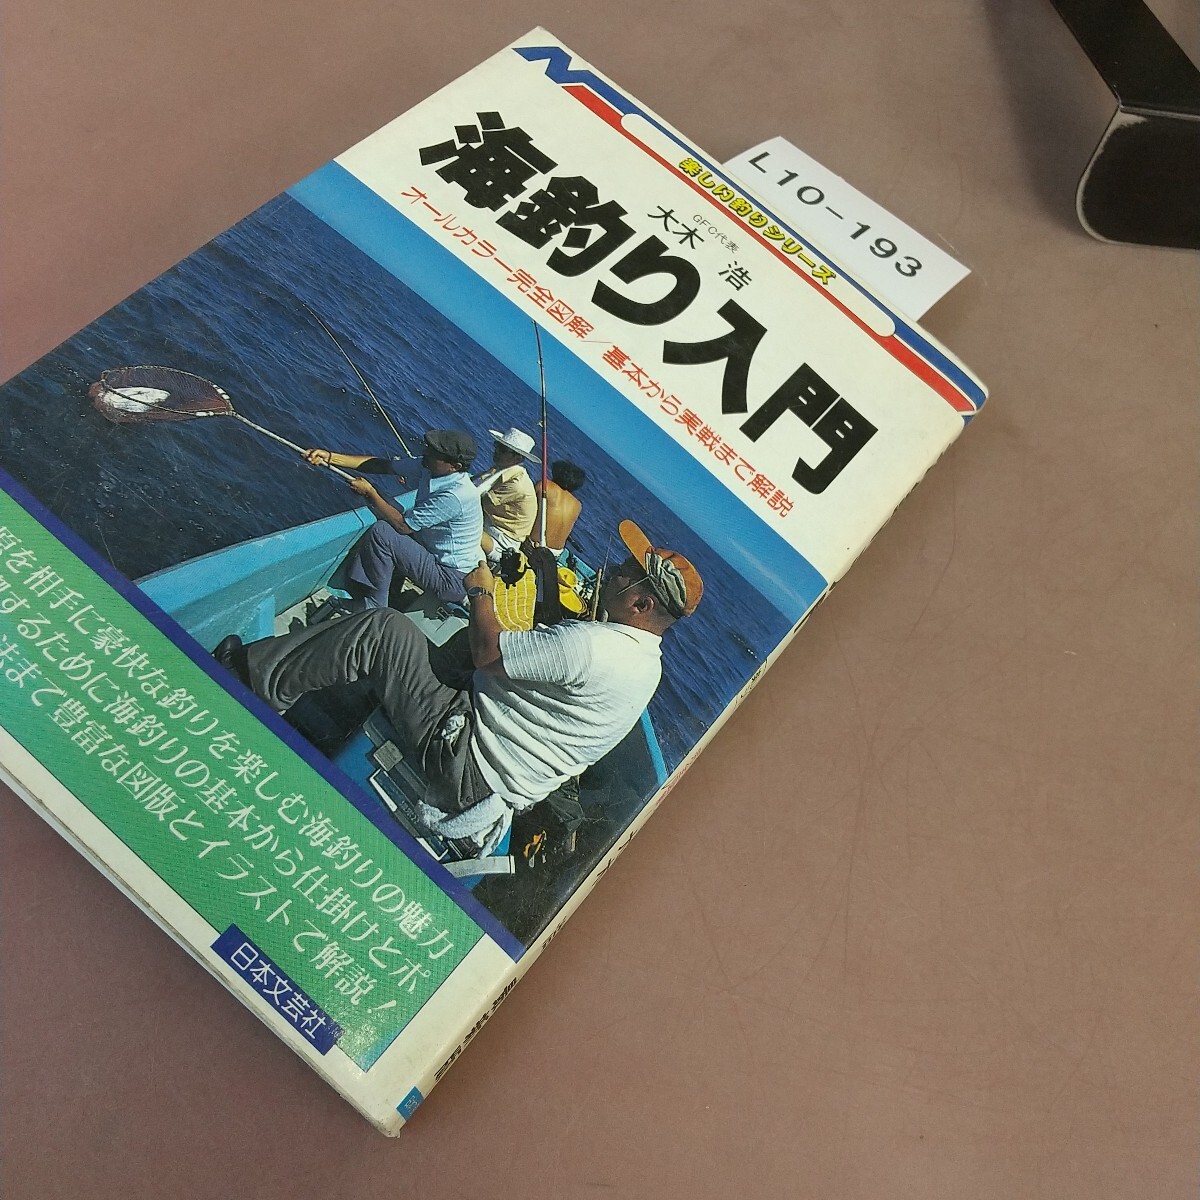 楽しい釣りシリーズ
L10-193
GFC代表
大木 浩
海釣り入門
オールカラー完全図解/基本から実戦まで解説
原を相手に豪快な釣りを楽しむ海釣りの魅力
するために海釣りの基本から仕掛けとポ
まで豊富な図版とイラストで解説!
日本文芸社